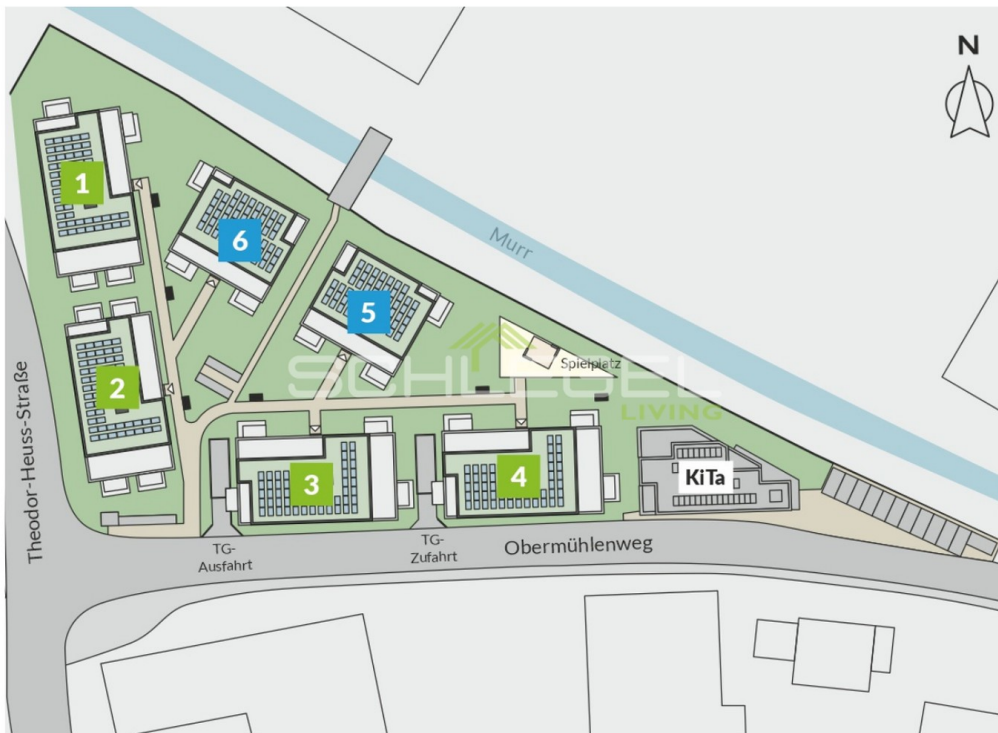 N
1
6
Murr
5
2
Spielplatz
SCHLEGEL
LIVING
Theodor-Heuss-Straße
3
4
KiTa
TG-
Ausfahrt
TG-
Zufahrt
Obermühlenweg